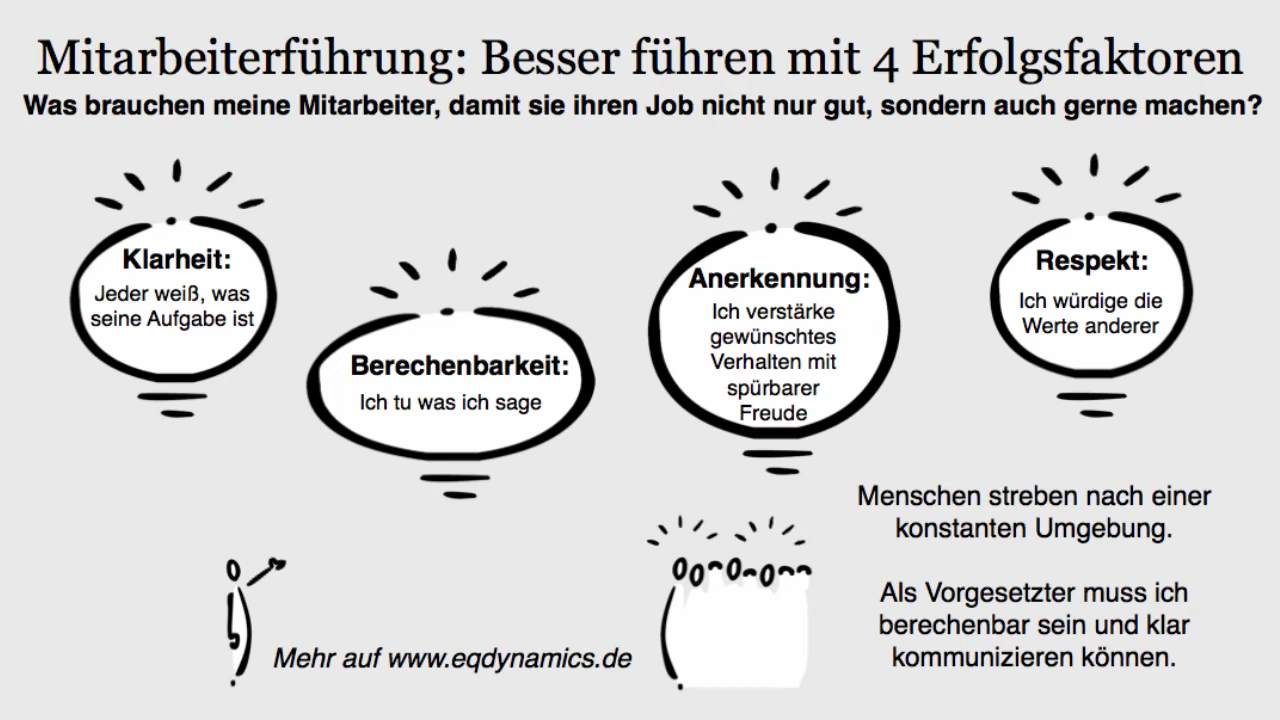 Mitarbeiterführung: Besser führen mit 4 Erfolgsfaktoren
Was brauchen meine Mitarbeiter, damit sie ihren Job nicht nur gut, sondern auch gerne machen?
Klarheit:
Jeder weiß, was
seine Aufgabe ist
Berechenbarkeit:
Ich tu was ich sage
Anerkennung:
Ich verstärke
gewünschtes
Verhalten mit
spürbarer
Freude
Respekt:
Ich würdige die
Werte anderer
Menschen streben nach einer
konstanten Umgebung.
Als Vorgesetzter muss ich
berechenbar sein und klar
kommunizieren können.
Mehr auf www.eqdynamics.de